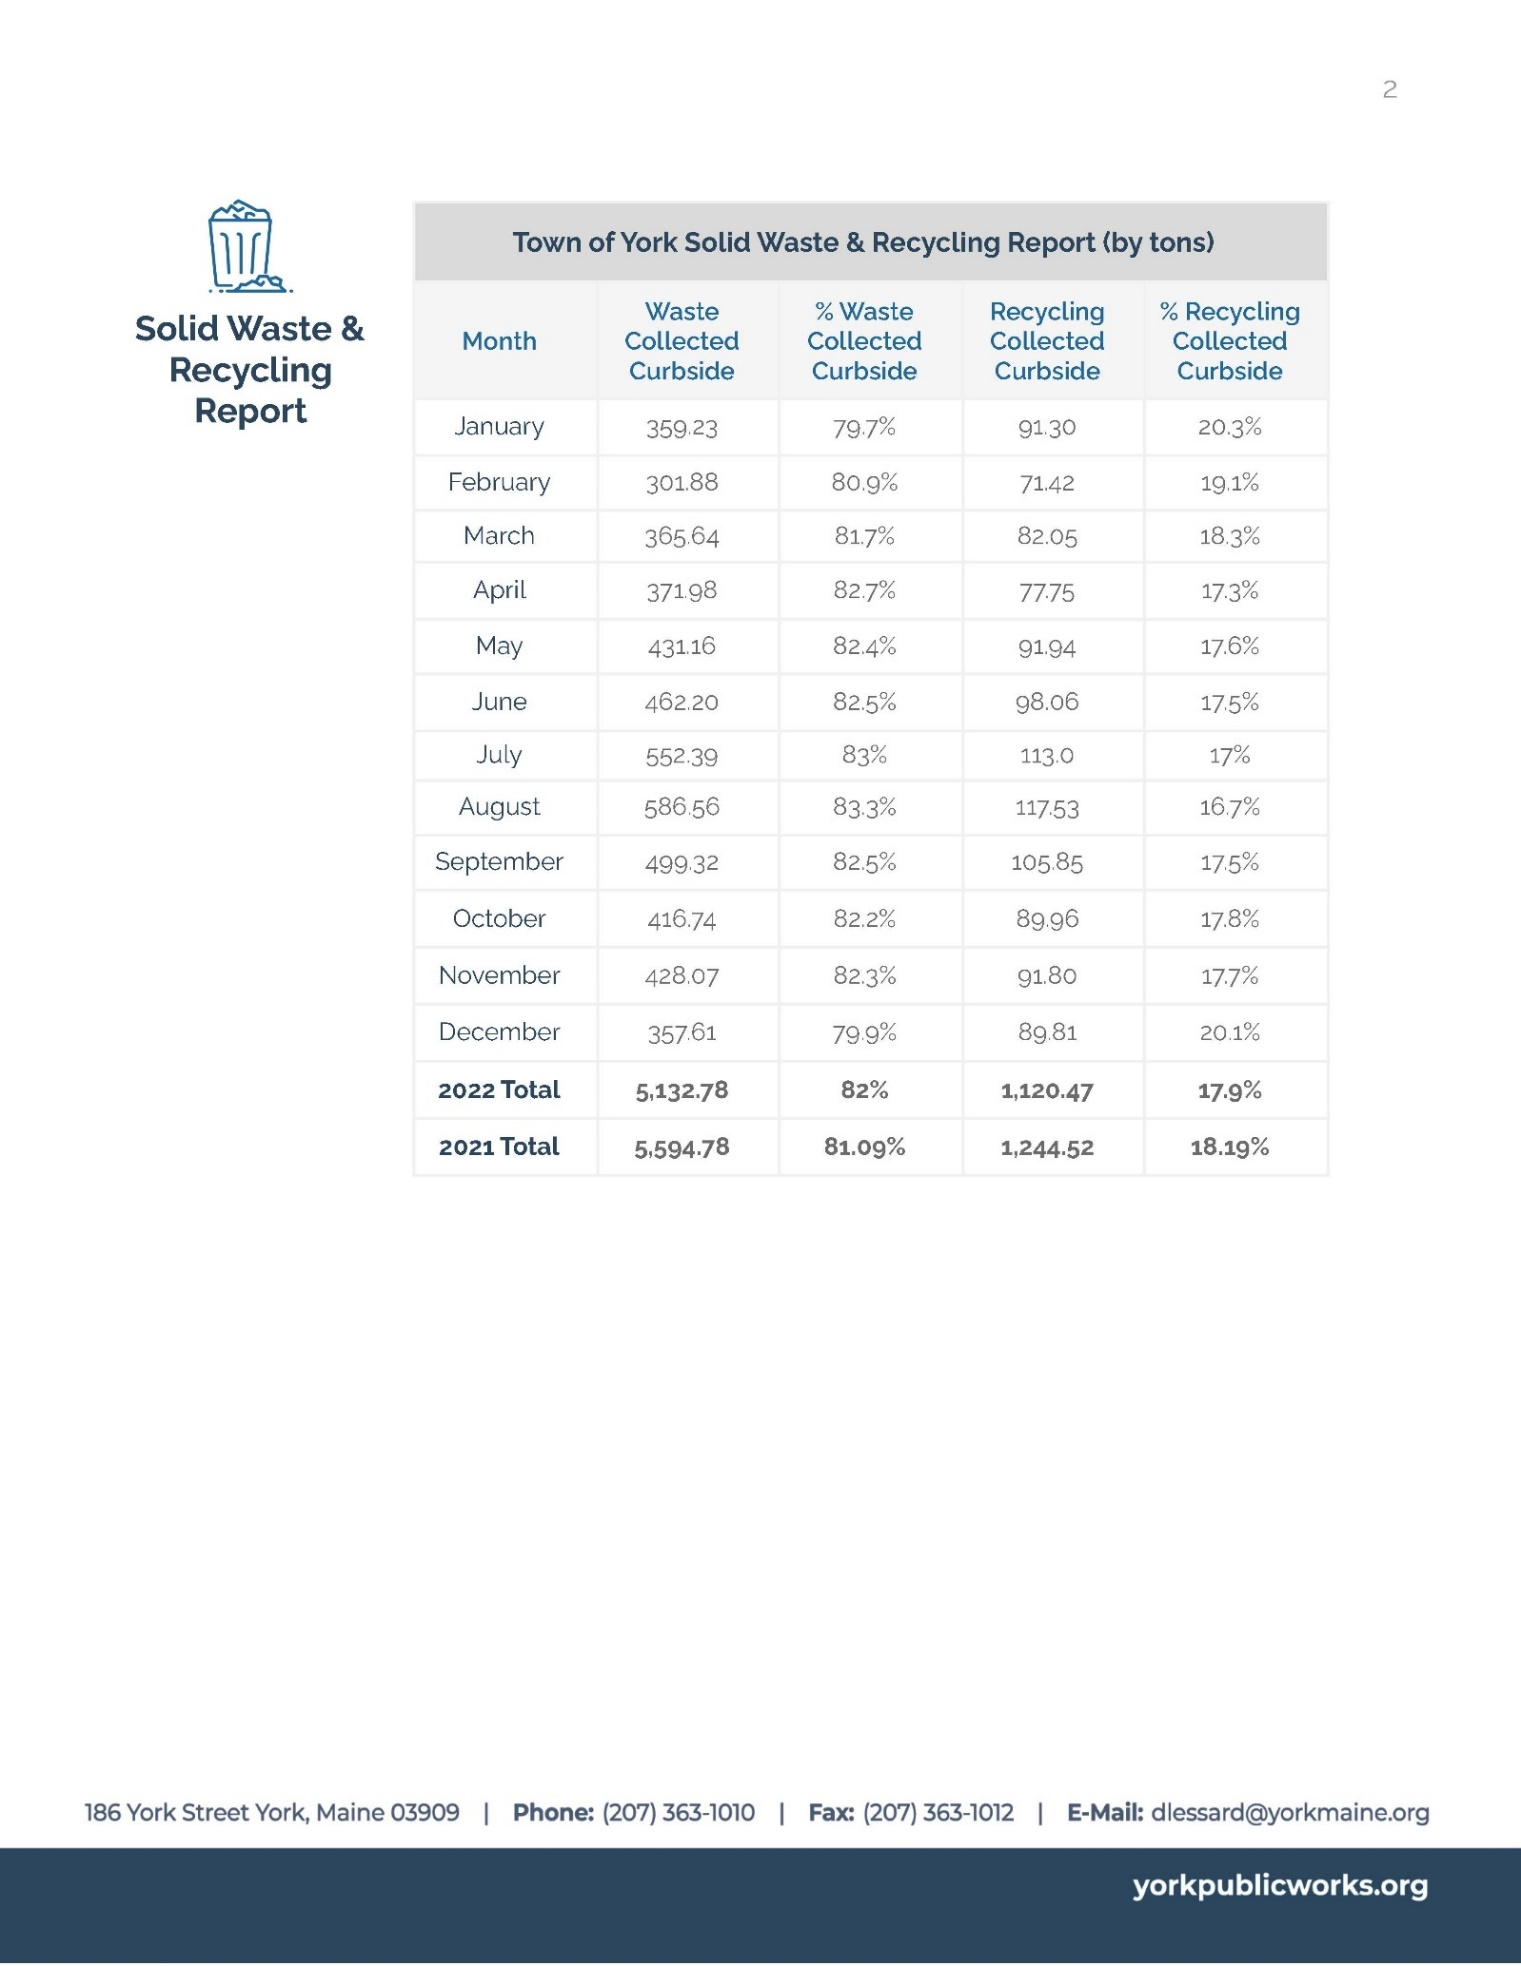 2
Solid Waste &
Recycling
Report
Town of York Solid Waste & Recycling Report (by tons)
Month Waste Collected Curbside % Waste Collected Curbside Recycling Collected Curbside % Recycling Collected Curbside
January 359.23 79.7% 91.30 20.3%
February 301.88 80.9% 71.42 19.1%
March 365.64 81.7% 82.05 18.3%
April 371.98 82.7% 77.75 17.3%
May 431.16 82.4% 91.94 17.6%
June 462.20 82.5% 98.06 17.5%
July 552.39 83% 113.0 17%
August 586.56 83.3% 117.53 16.7%
September 499.32 82.5% 105.85 17.5%
October 416.74 82.2% 89.96 17.8%
November 428.07 82.3% 91.80 17.7%
December 357.61 79.9% 89.81 20.1%
2022 Total 5,132.78 82% 1,120.47 17.9%
2021 Total 5,594.78 81.09% 1,244.52 18.19%
186 York Street York, Maine 03909 | Phone: (207) 363-1010 | Fax: (207) 363-1012 | E-Mail: dlessard@yorkmaine.org
yorkpublicworks.org